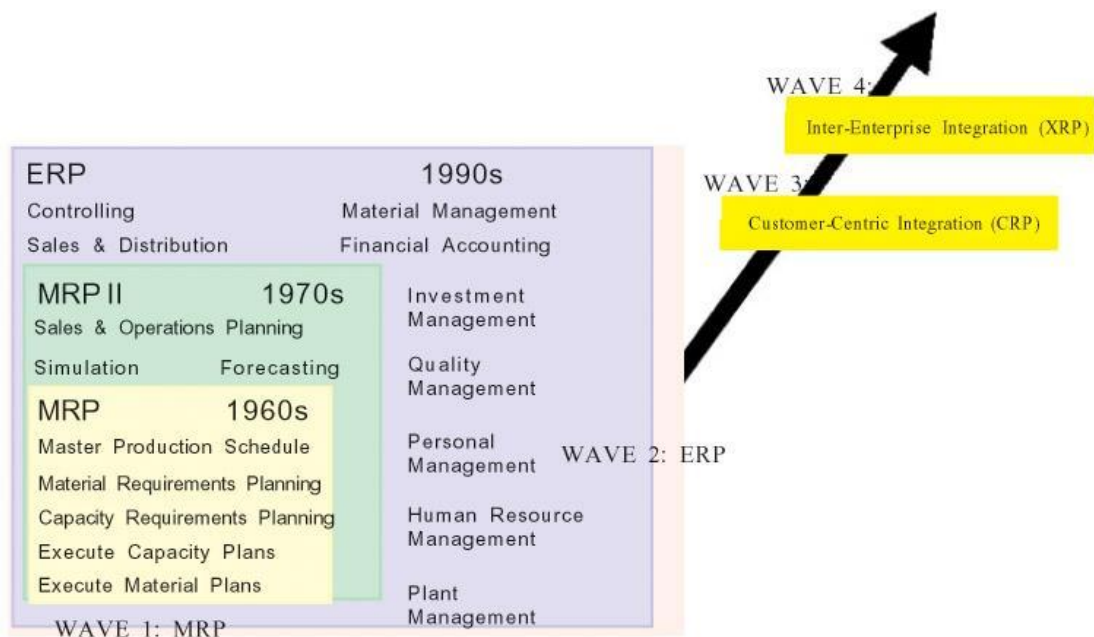 WAVE 4:
Inter-Enterprise Integration (XRP)
WAVE 3:
Customer-Centric Integration (CRP)
ERP 1990s
Controlling Material Management
Sales & Distribution Financial Accounting
MRP II 1970s
Sales & Operations Planning
Simulation Forecasting
MRP 1960s
Master Production Schedule
Material Requirements Planning
Capacity Requirements Planning
Execute Capacity Plans
Execute Material Plans
Investment
Management
Quality
Management
Personal
Management
Human Resource
Management
Plant
Management
WAVE 2: ERP
WAVE 1: MRP